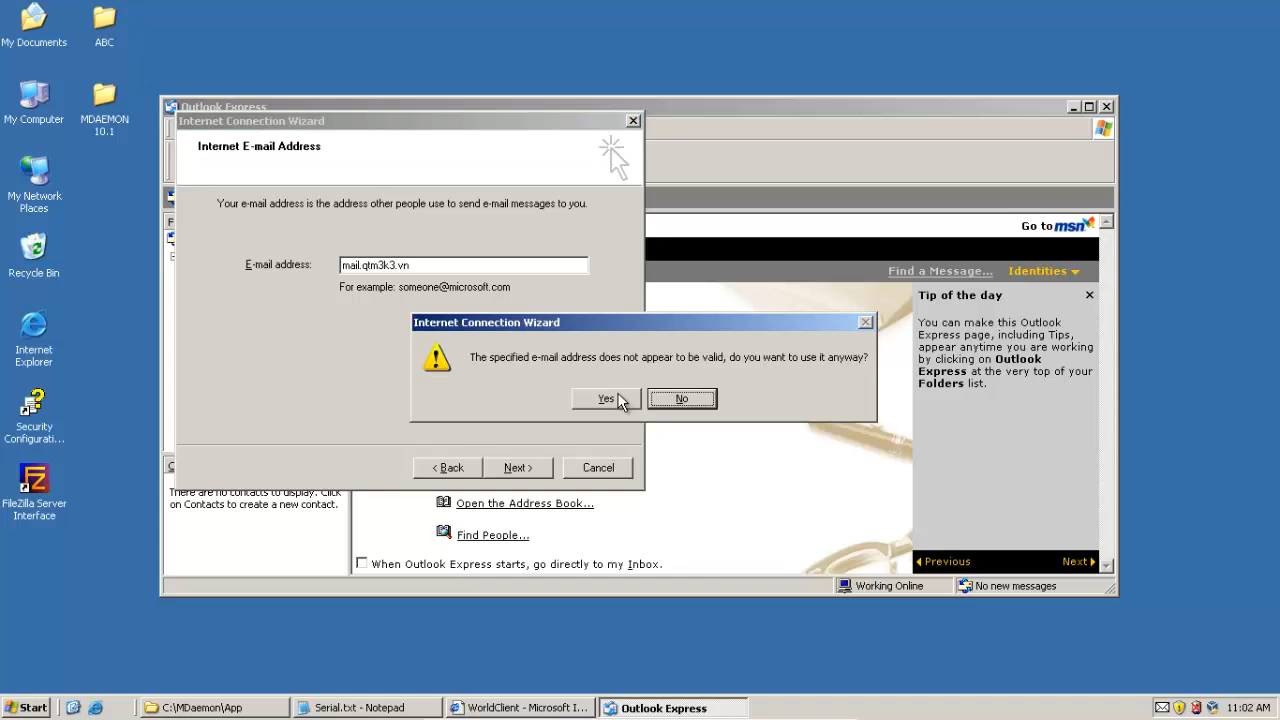 My Documents
ABC
My Computer
MDAEMON
10.1
My Network
Places
Recycle Bin
Internet
Explorer
Security
Configurati...
FileZilla Server
Interface
Outlook Express
Internet Connection Wizard
Internet E-mail Address
Your e-mail address is the address other people use to send e-mail messages to you.
E-mail address:
mail.qtm3k3.vn
For example: someone@microsoft.com
Internet Connection Wizard
The specified e-mail address does not appear to be valid, do you want to use it anyway?
Yes
No
< Back
Next >
Cancel
Go to msn
Find a Message...
Identities
Tip of the day
You can make this Outlook
Express page, including Tips,
appear anytime you are working
by clicking on Outlook
Express at the very top of your
Folders list.
Previous
Next
There are no contacts to display. Click
on Contacts to create a new contact.
Open the Address Book...
Find People...
When Outlook Express starts, go directly to my Inbox.
Working Online
No new messages
Start
C:\MDaemon\App
Serial.txt - Notepad
WorldClient - Microsoft I...
Outlook Express
11:02 AM